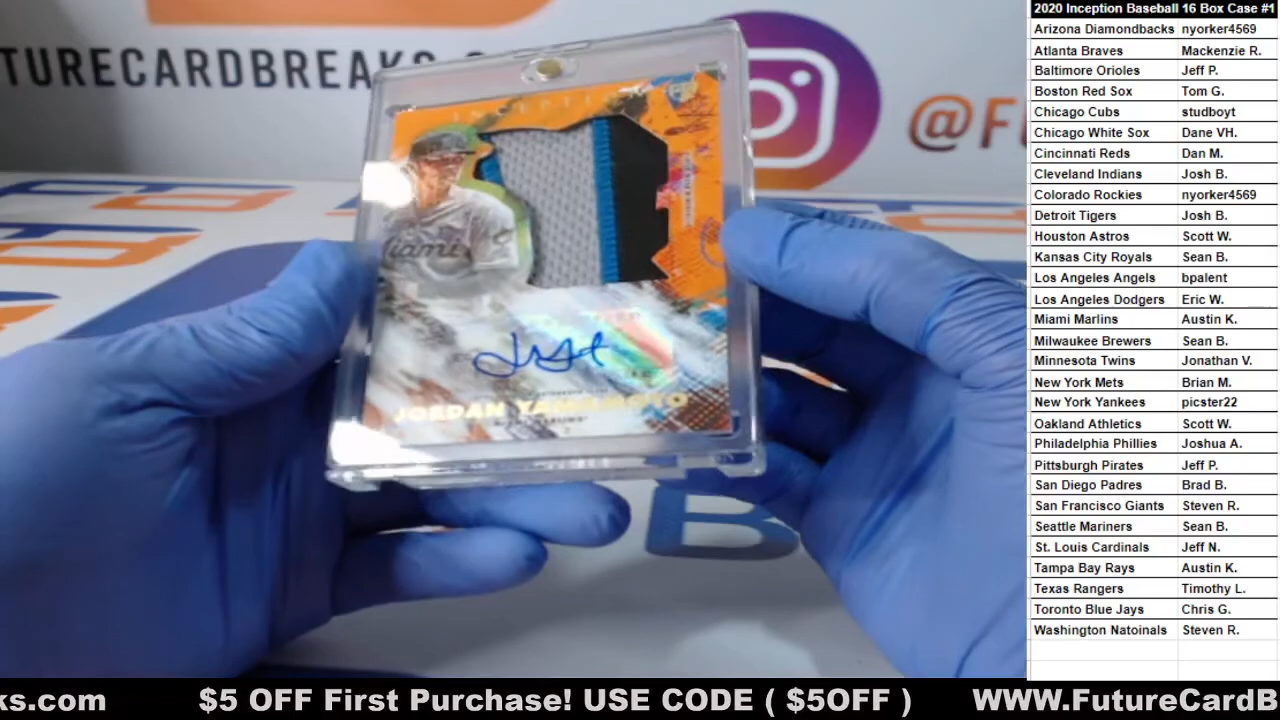 TURECARDBREAKS.C
@F
INCEPTI
Miami
JORDAN YAMAMOTO
B
2020 Inception Baseball 16 Box Case #1
Arizona Diamondbacks nyorker4569
Atlanta Braves Mackenzie R.
Baltimore Orioles Jeff P.
Boston Red Sox Tom G.
Chicago Cubs studboyt
Chicago White Sox Dane VH.
Cincinnati Reds Dan M.
Cleveland Indians Josh B.
Colorado Rockies nyorker4569
Detroit Tigers Josh B.
Houston Astros Scott W.
Kansas City Royals Sean B.
Los Angeles Angels bpalent
Los Angeles Dodgers Eric W.
Miami Marlins Austin K.
Milwaukee Brewers Sean B.
Minnesota Twins Jonathan V.
New York Mets Brian M.
New York Yankees picster22
Oakland Athletics Scott W.
Philadelphia Phillies Joshua A.
Pittsburgh Pirates Jeff P.
San Diego Padres Brad B.
San Francisco Giants Steven R.
Seattle Mariners Sean B.
St. Louis Cardinals Jeff N.
Tampa Bay Rays Austin K.
Texas Rangers Timothy L.
Toronto Blue Jays Chris G.
Washington Natoinals Steven R.
ks.com $5 OFF First Purchase! USE CODE ( $5OFF ) WWW.FutureCardB